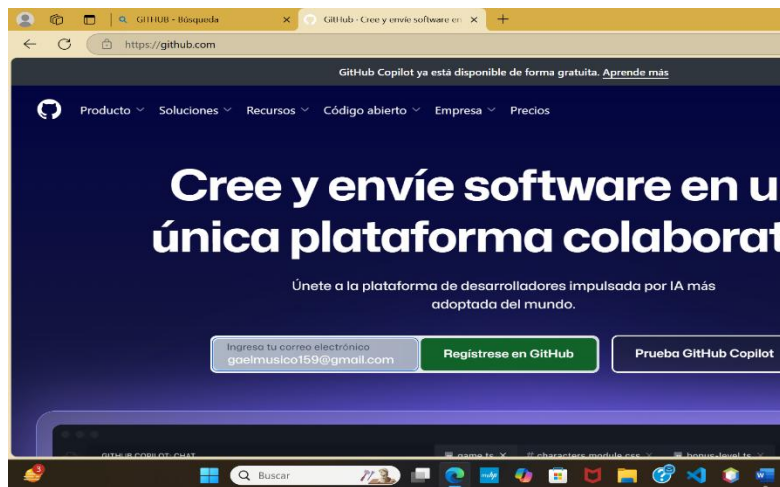 GITHUB - Búsqueda
GitHub · Cree y envíe software en
https://github.com
GitHub Copilot ya está disponible de forma gratuita. Aprende más
Producto Soluciones Recursos Código abierto Empresa Precios
Cree y envíe software en u
única plataforma colaborat
Únete a la plataforma de desarrolladores impulsada por IA más
adoptada del mundo.
Ingresa tu correo electrónico
gaelmusico159@gmail.com
Regístrese en GitHub
Prueba GitHub Copilot
GITHUB COPILOT: CHAT
game.ts
# characters.module.css
bonus-level.ts
Buscar